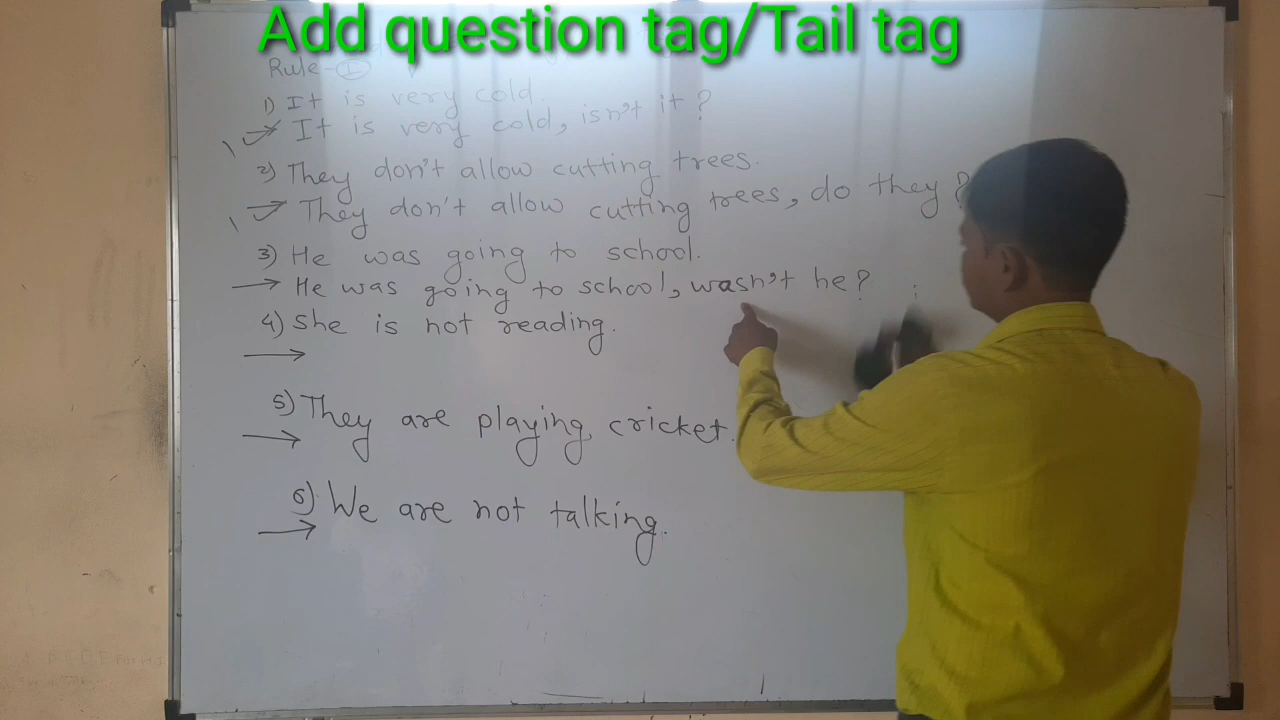 Add question tag/Tail tag
Rule-I
1) It is very cold.
It is very cold, isn't it?
2) They don't allow cutting trees.
They don't allow cutting trees, do they?
3) He was going to school.
→ He was going to school, wasn't he?
4) She is not reading.
→
5) They are playing cricket.
→
6) We are not talking.
→